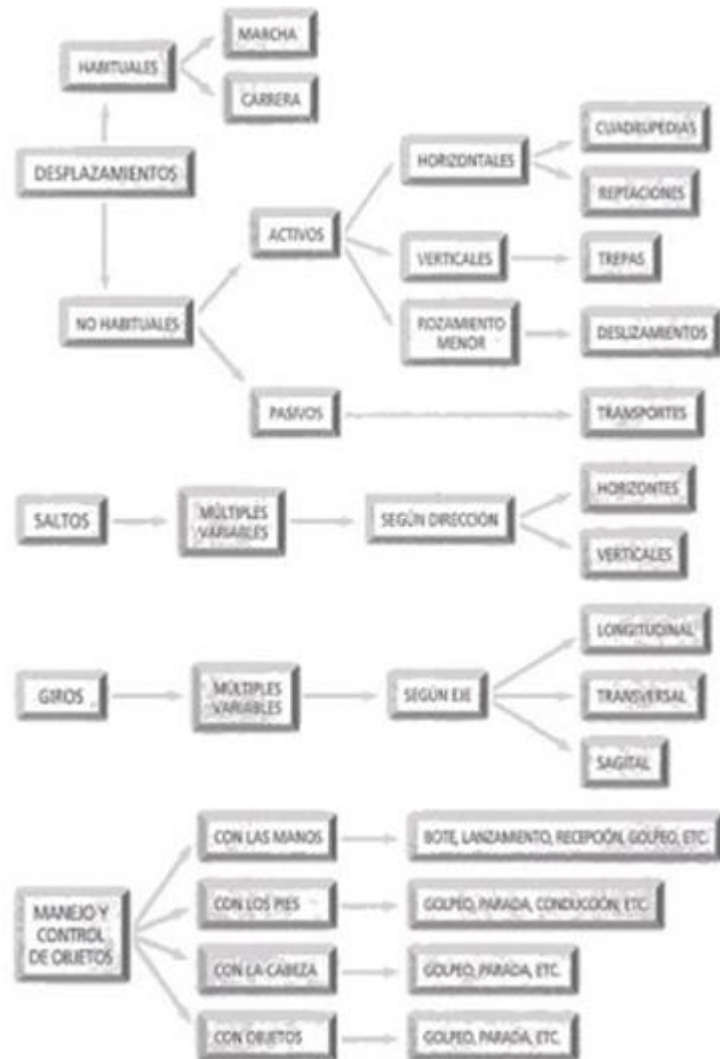 MARCHA
HABITUALES
CARRERA
DESPLAZAMIENTOS
CUADRUPEDIAS
HORIZONTALES
REPTACIONES
ACTIVOS
VERTICALES
TREPAS
NO HABITUALES
ROZAMIENTO
MENOR
DESLIZAMIENTOS
PASIVOS
TRANSPORTES
SALTOS
MÚLTIPLES
VARIABLES
SEGÚN DIRECCIÓN
HORIZONTES
VERTICALES
GIROS
MÚLTIPLES
VARIABLES
SEGÚN EJE
LONGITUDINAL
TRANSVERSAL
SAGITAL
MANEJO Y
CONTROL
DE OBJETOS
CON LAS MANOS
BOTE, LANZAMIENTO, RECEPCIÓN, GOLPEO, ETC.
CON LOS PIES
GOLPEO, PARADA, CONDUCCIÓN, ETC.
CON LA CABEZA
GOLPEO, PARADA, ETC.
CON OBJETOS
GOLPEO, PARADA, ETC.